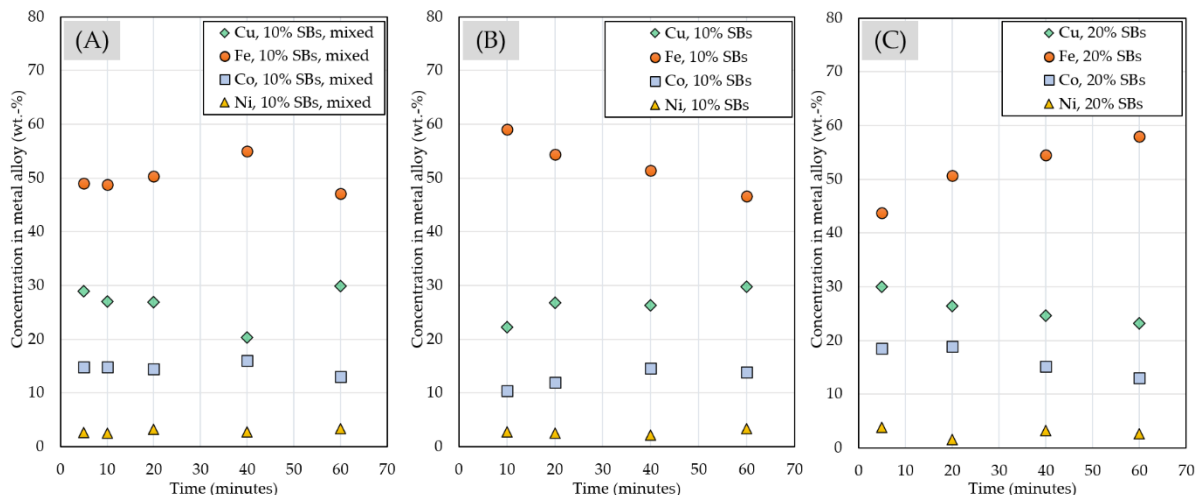 (A)
Cu, 10% SBs, mixed
Fe, 10% SBs, mixed
Co, 10% SBs, mixed
Ni, 10% SBs, mixed
Concentration in metal alloy (wt.-%)
80
70
60
50
40
30
20
10
0
0 10 20 30 40 50 60 70
Time (minutes)
(B)
Cu, 10% SBs
Fe, 10% SBs
Co, 10% SBs
Ni, 10% SBs
Concentration in metal alloy (wt.-%)
80
70
60
50
40
30
20
10
0
0 10 20 30 40 50 60 70
Time (minutes)
(C)
Cu, 20% SBs
Fe, 20% SBs
Co, 20% SBs
Ni, 20% SBs
Concentration in metal alloy (wt.-%)
80
70
60
50
40
30
20
10
0
0 10 20 30 40 50 60 70
Time (minutes)